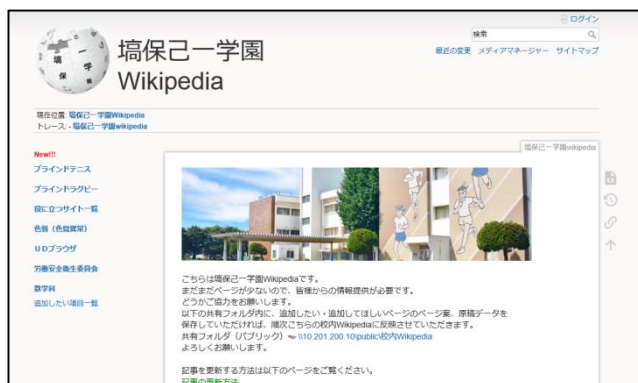 ログイン
検索
最近の変更 メディアマネージャー サイトマップ
塙保己一学園
Wikipedia
現在位置: 塙保己一学園Wikipedia
トレース: • 塙保己一学園wikipedia
塙保己一学園wikipedia
New!!!
ブラインドテニス
ブラインドラグビー
役に立つサイト一覧
色弱（色覚異常）
UDブラウザ
労働安全衛生委員会
数学科
追加したい項目一覧
こちらは塙保己一学園Wikipediaです。
まだまだページが少ないので、皆様からの情報提供が必要です。
どうかご協力をお願いします。
以下の共有フォルダ内に、追加したい・追加してほしいページのページ案、原稿データを
保存していただければ、順次こちらの校内Wikipediaに反映させていただきます。
共有フォルダ（パブリック） \\10.201.200.10\public\校内Wikipedia
よろしくお願いします。
記事を更新する方法は以下のページをご覧ください。
記事の更新方法